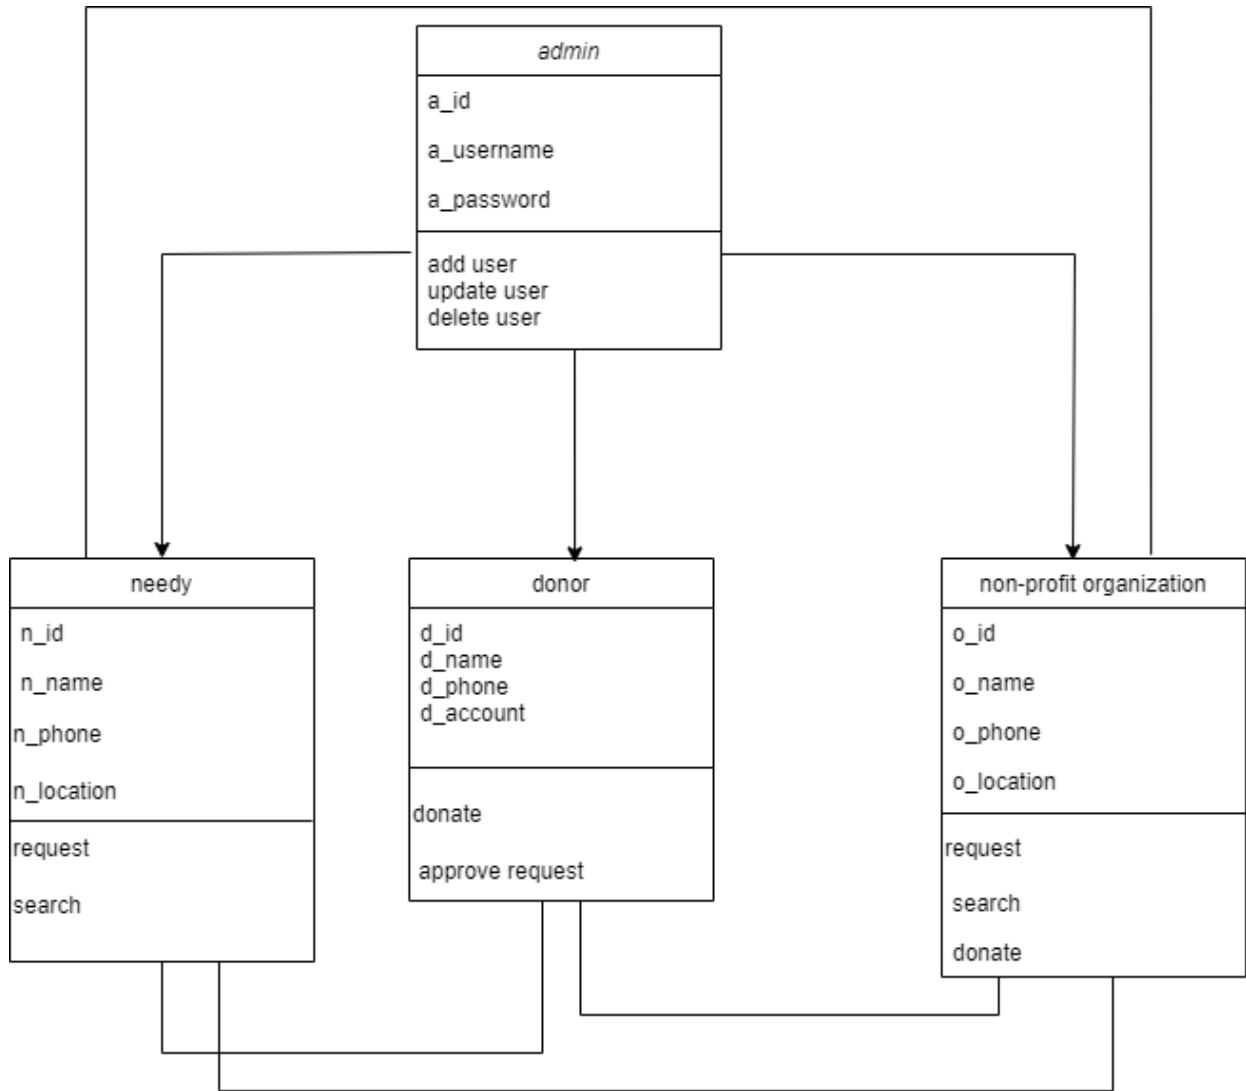 admin
a_id
a_username
a_password
add user
update user
delete user
needy
n_id
n_name
n_phone
n_location
request
search
donor
d_id
d_name
d_phone
d_account
donate
approve request
non-profit organization
o_id
o_name
o_phone
o_location
request
search
donate